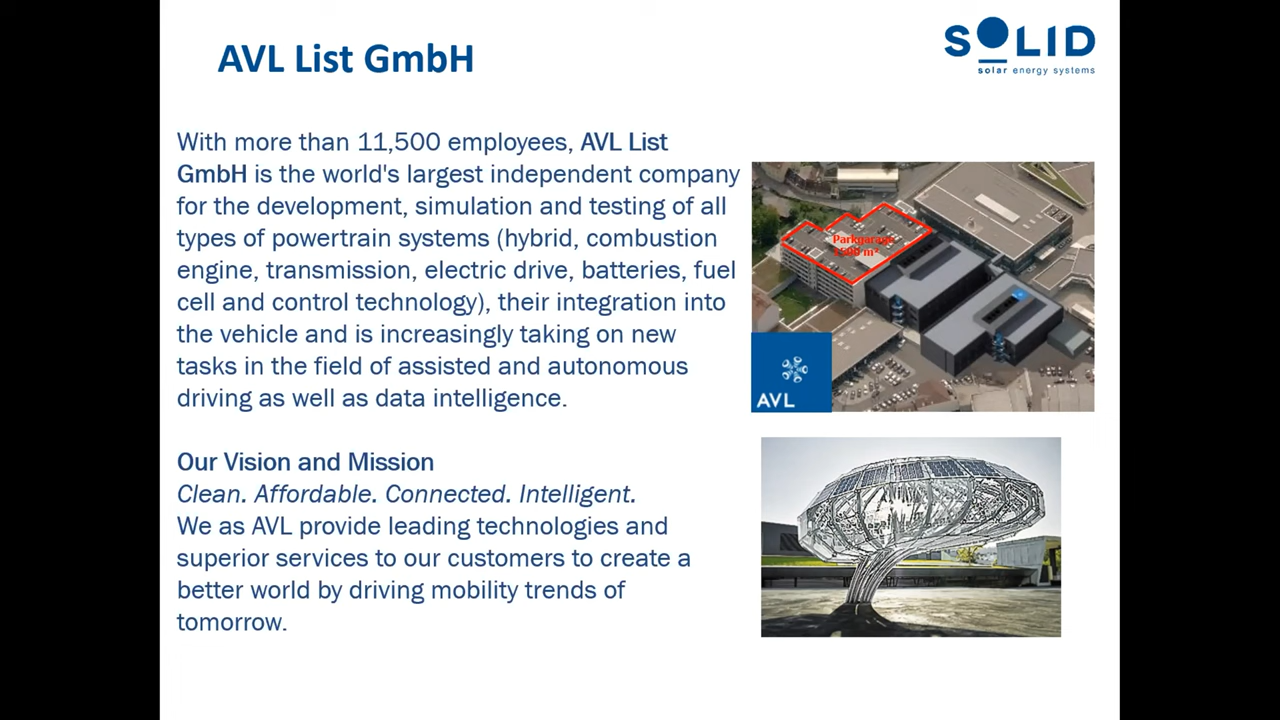 AVL List GmbH
SOLID
solar energy systems
With more than 11,500 employees, AVL List
GmbH is the world's largest independent company
for the development, simulation and testing of all
types of powertrain systems (hybrid, combustion
engine, transmission, electric drive, batteries, fuel
cell and control technology), their integration into
the vehicle and is increasingly taking on new
tasks in the field of assisted and autonomous
driving as well as data intelligence.
Our Vision and Mission
Clean. Affordable. Connected. Intelligent.
We as AVL provide leading technologies and
superior services to our customers to create a
better world by driving mobility trends of
tomorrow.
Parkgarage
m²
AVL